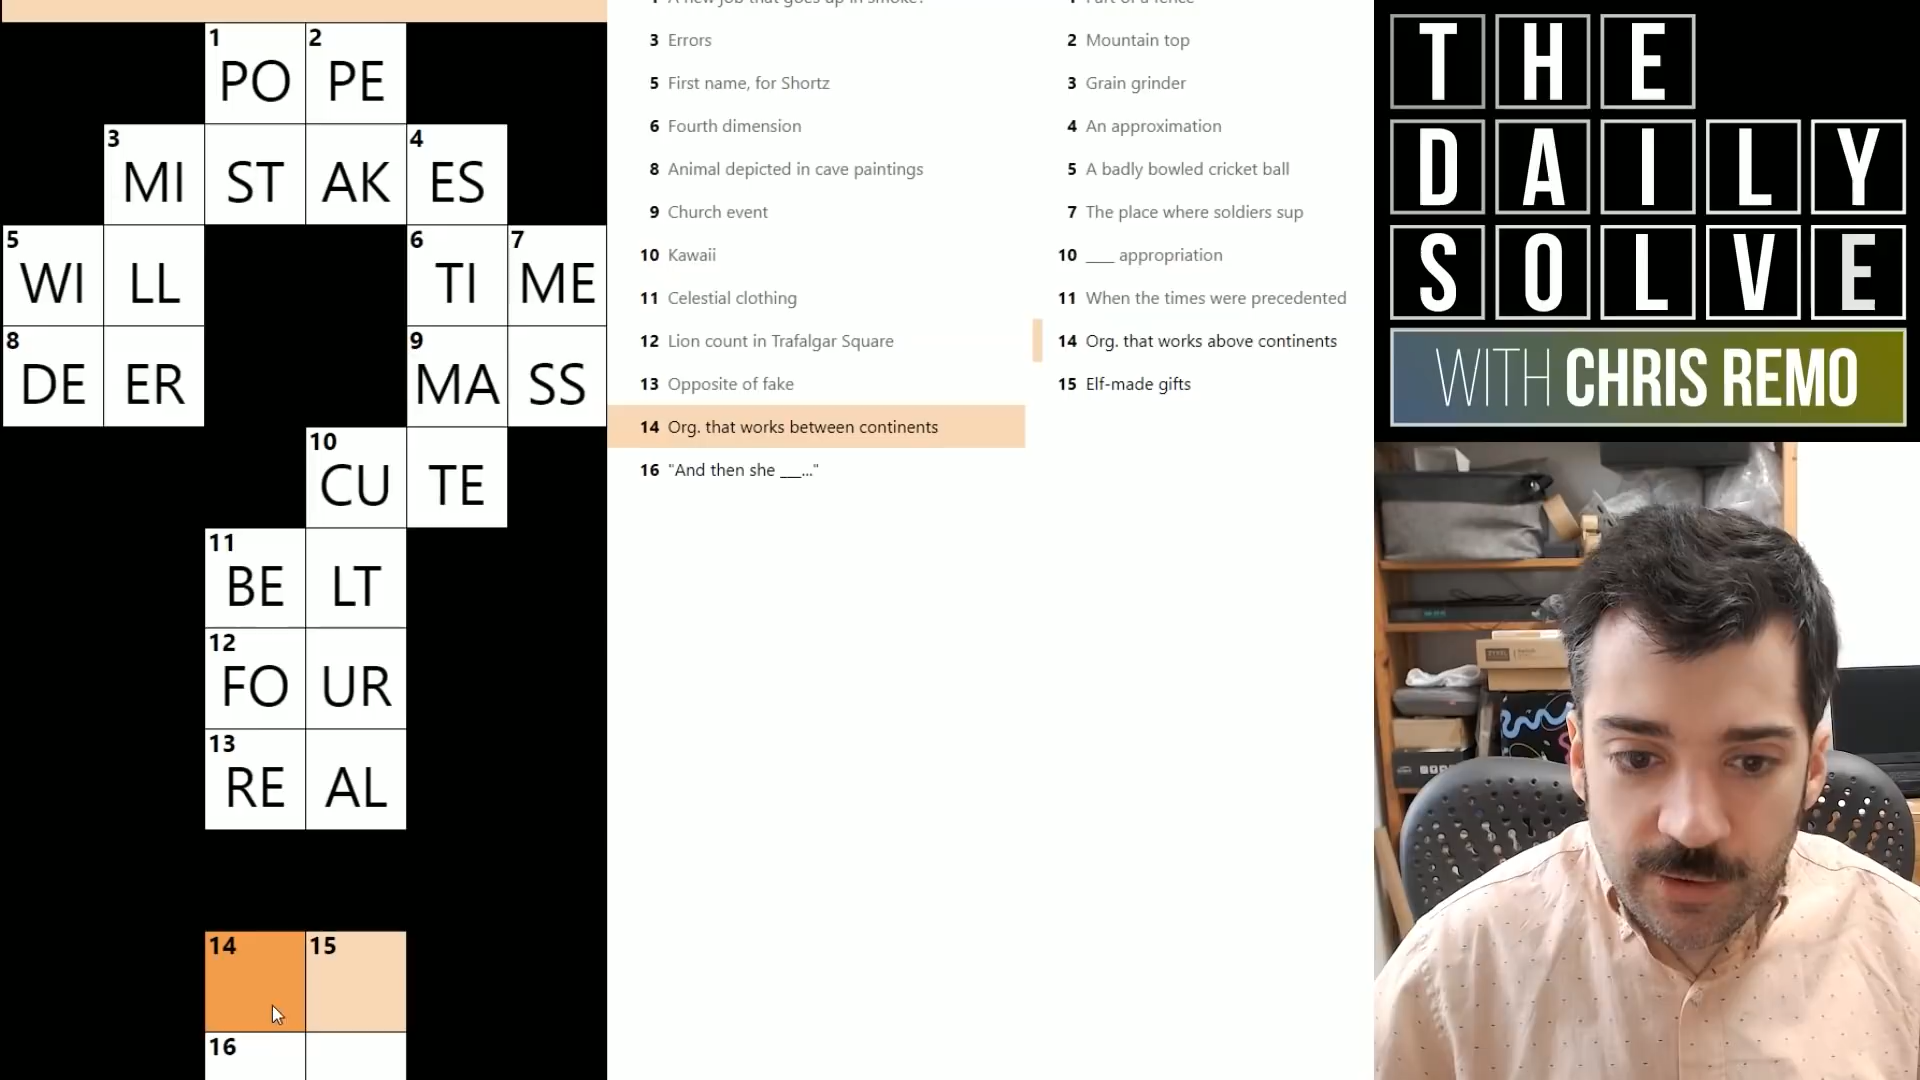 1 2
PO PE
3 4
MI ST AK ES
5 6 7
WI LL TI ME
8 9
DE ER MA SS
10
CU TE
11
BE LT
12
FO UR
13
RE AL
14 15
16
3 Errors
5 First name, for Shortz
6 Fourth dimension
8 Animal depicted in cave paintings
9 Church event
10 Kawaii
11 Celestial clothing
12 Lion count in Trafalgar Square
13 Opposite of fake
14 Org. that works between continents
16 "And then she ___..."
2 Mountain top
3 Grain grinder
4 An approximation
5 A badly bowled cricket ball
7 The place where soldiers sup
10 ____ appropriation
11 When the times were precedented
14 Org. that works above continents
15 Elf-made gifts
THE
DAILY
SOLVE
WITH CHRIS REMO